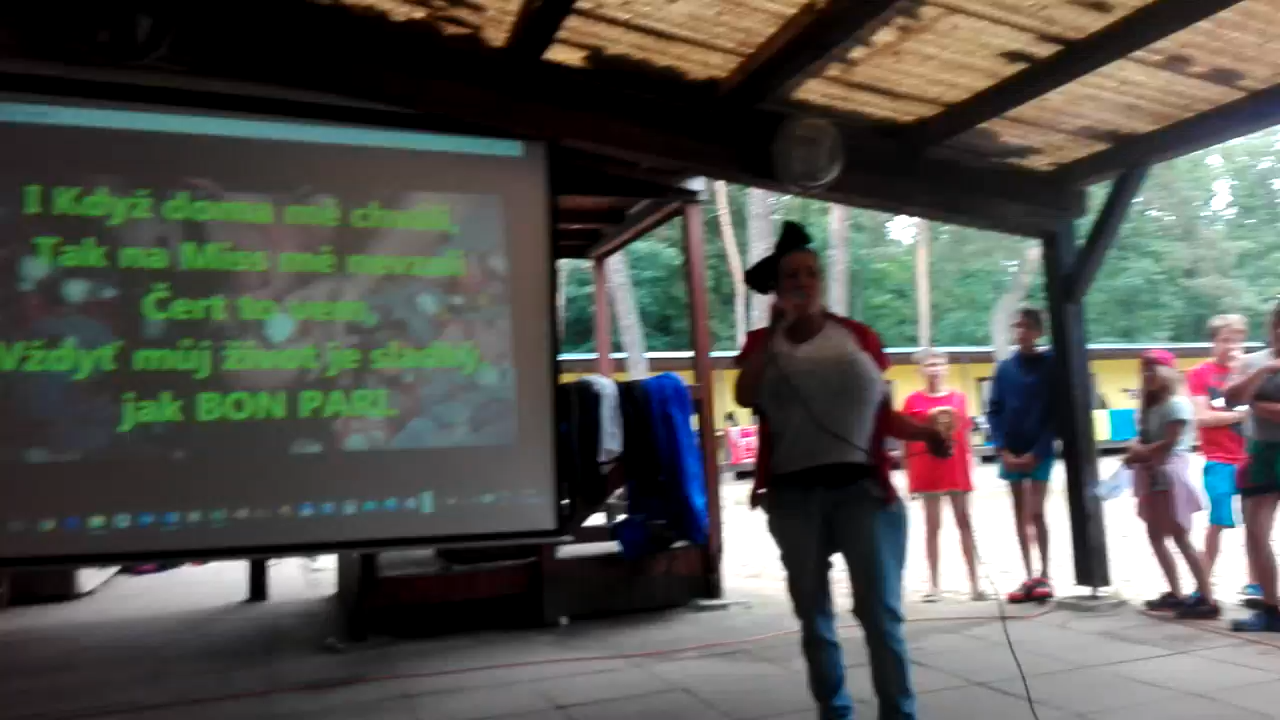 I Když doma mě chválí,
Tak na Miss mě nevzali
Čert to vem,
Vždyť můj život je sladký,
jak BON PARI.